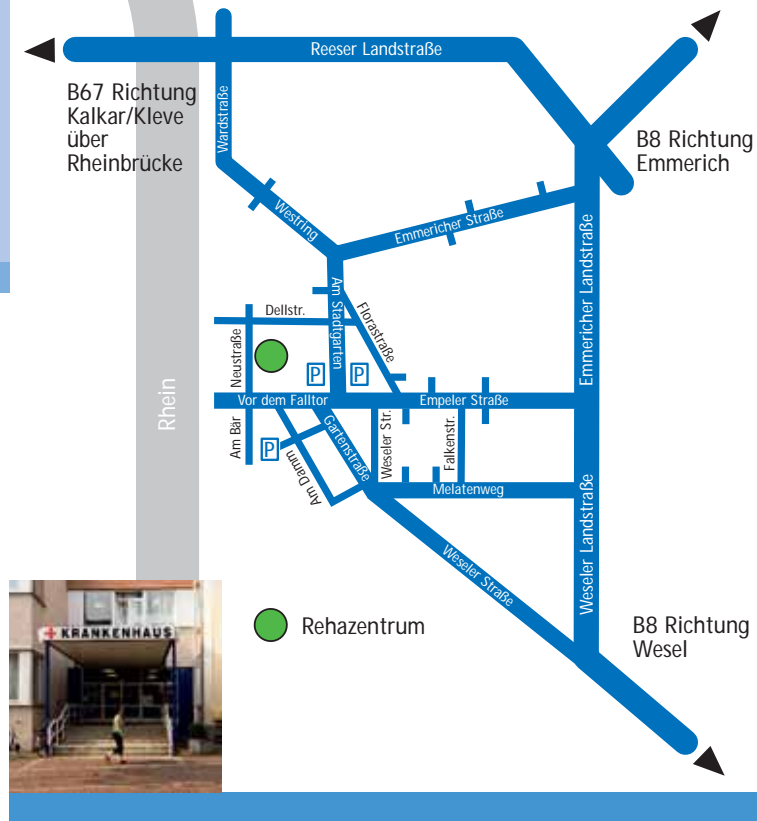 Reeser Landstraße
B67 Richtung
Kalkar/Kleve
über
Rheinbrücke
Wardstraße
B8 Richtung
Emmerich
Westring
Emmericher Straße
Emmericher Landstraße
Am Stadtgarten
Dellstr.
Florastraße
Neustraße
P
P
Rhein
Vor dem Falltor
Empeler Straße
Am Bär
P
Am Damm
Gartenstraße
Weseler Str.
Falkenstr.
Melatenweg
Weseler Straße
Weseler Landstraße
KRANKENHAUS
Rehazentrum
B8 Richtung
Wesel